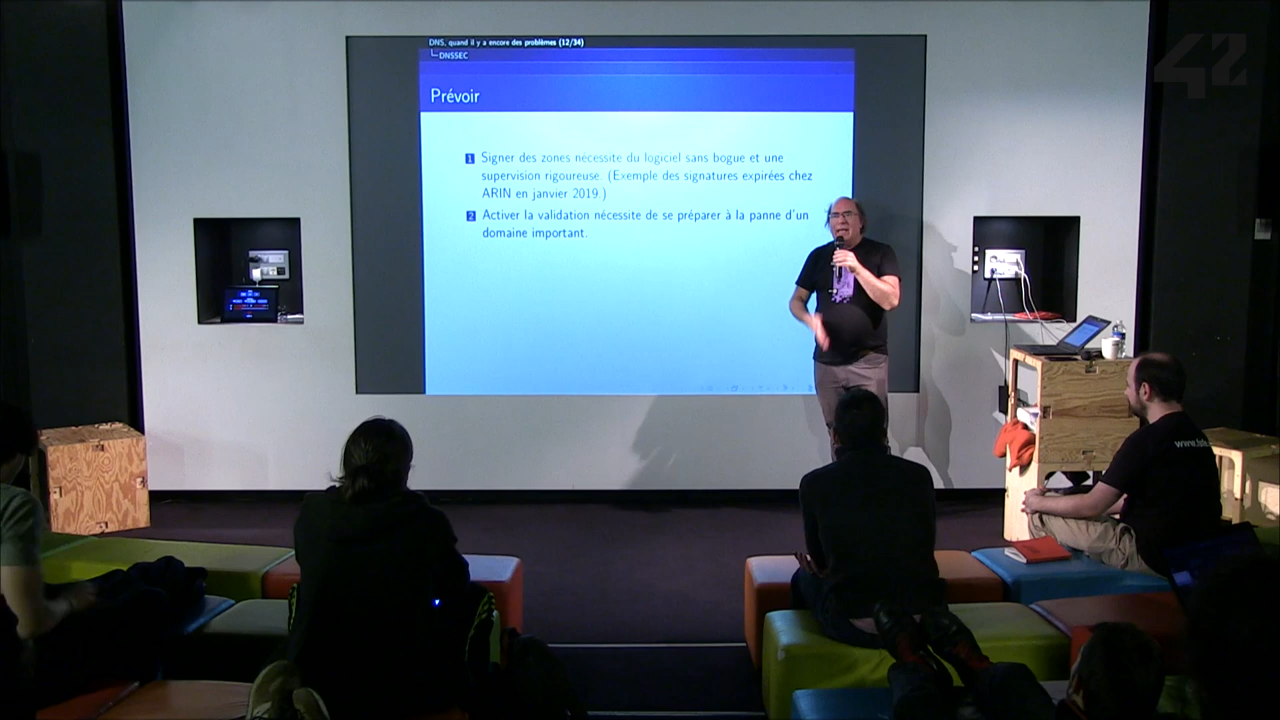 DNS, quand il y a encore des problèmes (12/34)
DNSSEC
Prévoir
1 Signer des zones nécessite du logiciel sans bogue et une
supervision rigoureuse. (Exemple des signatures expirées chez
ARIN en janvier 2019.)
2 Activer la validation nécessite de se préparer à la panne d'un
domaine important.
42
www.